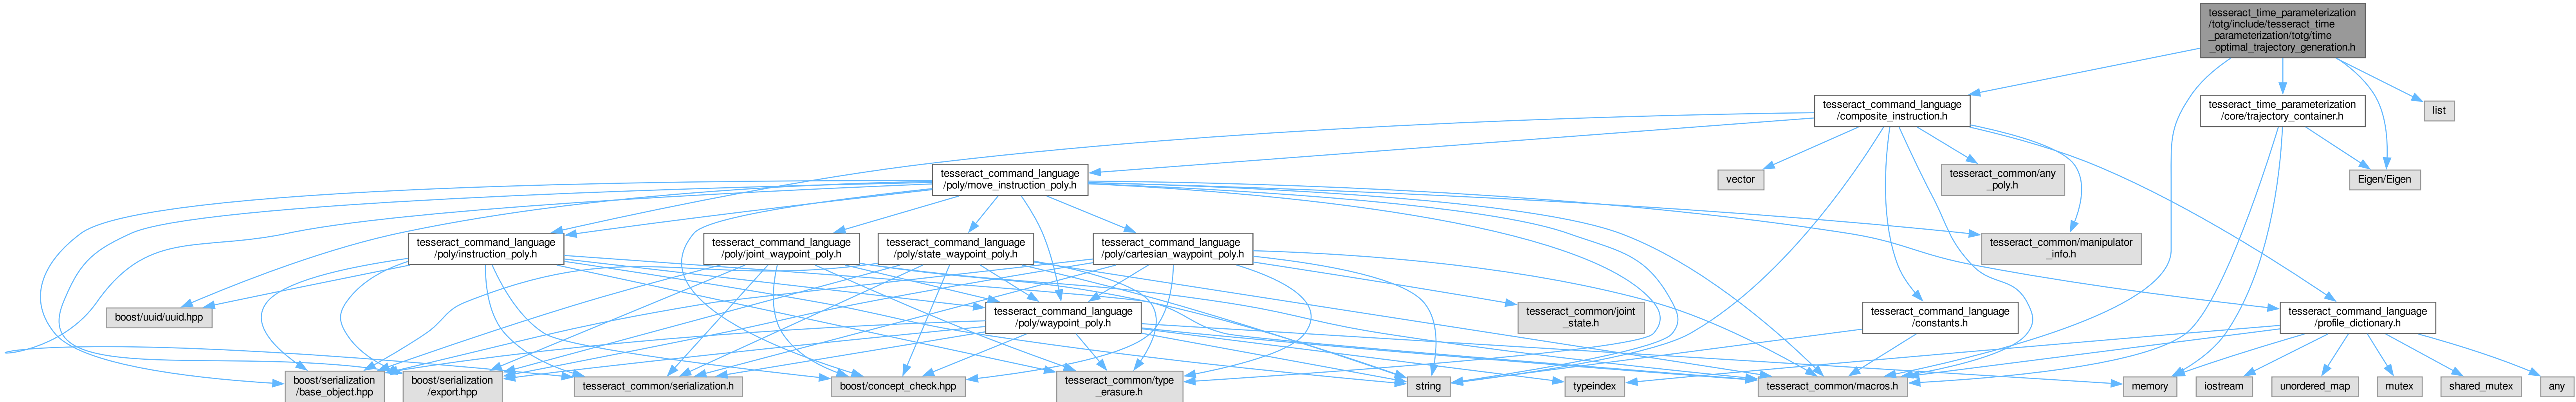 tesseract_time_parameterization
/totg/include/tesseract_time
_parameterization/totg/time
_optimal_trajectory_generation.h
tesseract_command_language
/composite_instruction.h
tesseract_time_parameterization
/core/trajectory_container.h
list
tesseract_command_language
/poly/move_instruction_poly.h
vector
tesseract_common/any
_poly.h
Eigen/Eigen
tesseract_command_language
/poly/instruction_poly.h
tesseract_command_language
/poly/joint_waypoint_poly.h
tesseract_command_language
/poly/state_waypoint_poly.h
tesseract_command_language
/poly/cartesian_waypoint_poly.h
tesseract_common/manipulator
_info.h
boost/uuid/uuid.hpp
tesseract_command_language
/poly/waypoint_poly.h
tesseract_common/joint
_state.h
tesseract_command_language
/constants.h
tesseract_command_language
/profile_dictionary.h
boost/serialization
/base_object.hpp
boost/serialization
/export.hpp
tesseract_common/serialization.h
boost/concept_check.hpp
tesseract_common/type
_erasure.h
string
typeindex
tesseract_common/macros.h
memory
iostream
unordered_map
mutex
shared_mutex
any